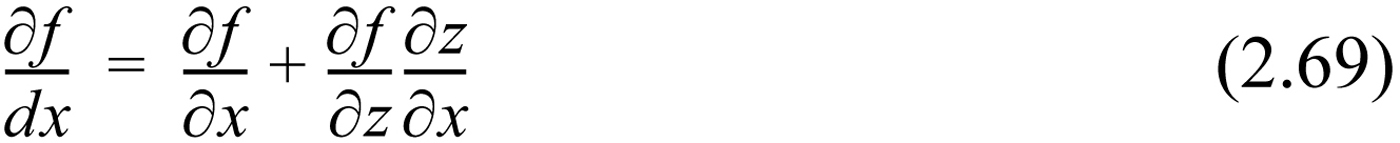 ∂f/dx = ∂f/∂x + ∂f/∂z ∂z/∂x (2.69)